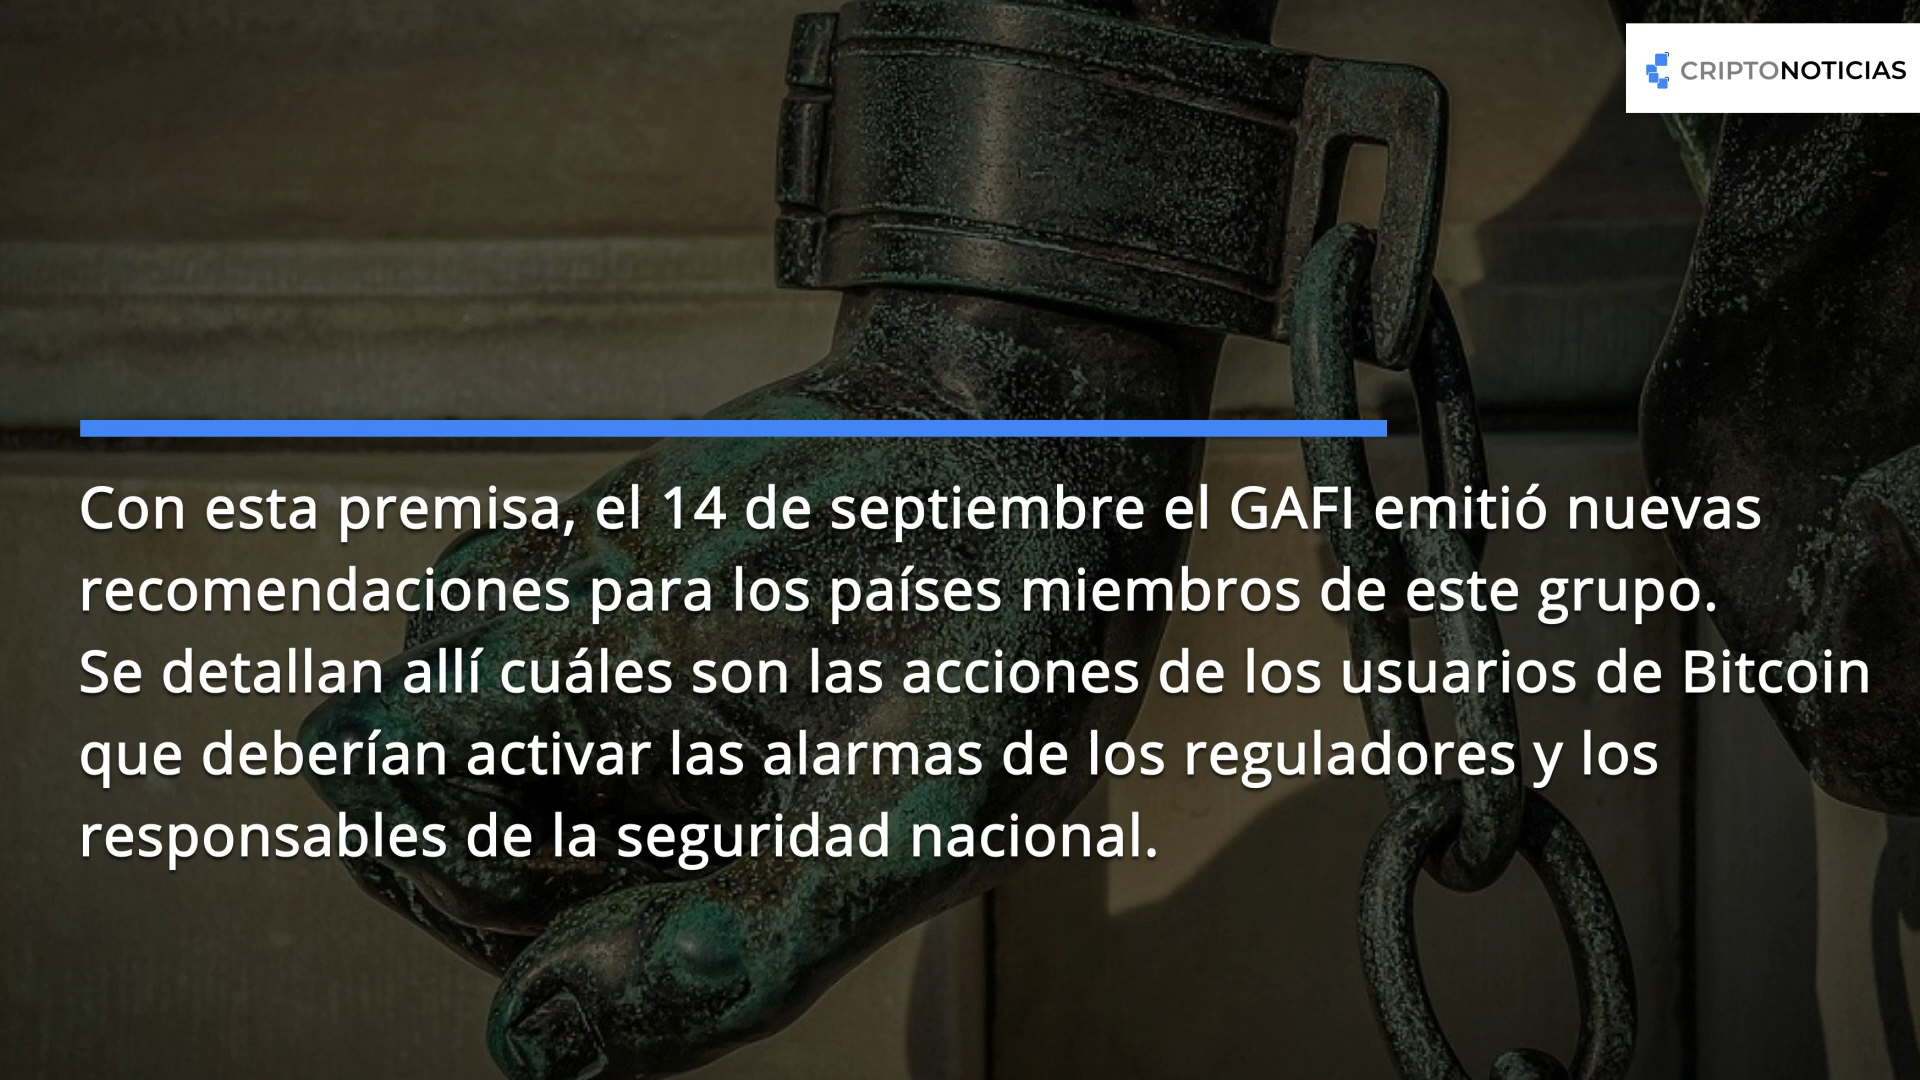 CRIPTONOTICIAS
Con esta premisa, el 14 de septiembre el GAFI emitió nuevas
recomendaciones para los países miembros de este grupo.
Se detallan allí cuáles son las acciones de los usuarios de Bitcoin
que deberían activar las alarmas de los reguladores y los
responsables de la seguridad nacional.